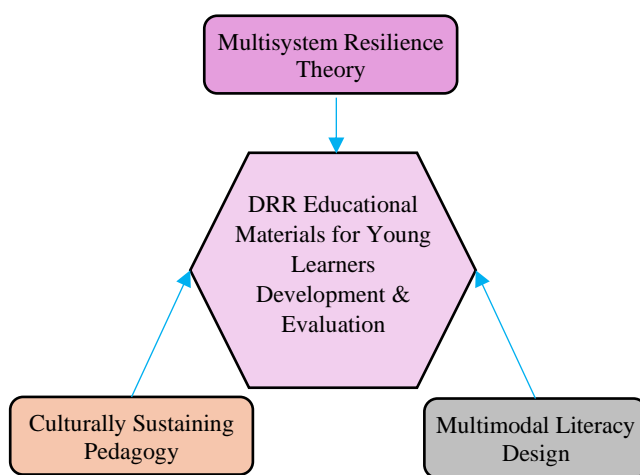 Multisystem Resilience
Theory
DRR Educational
Materials for Young
Learners
Development &
Evaluation
Culturally Sustaining
Pedagogy
Multimodal Literacy
Design